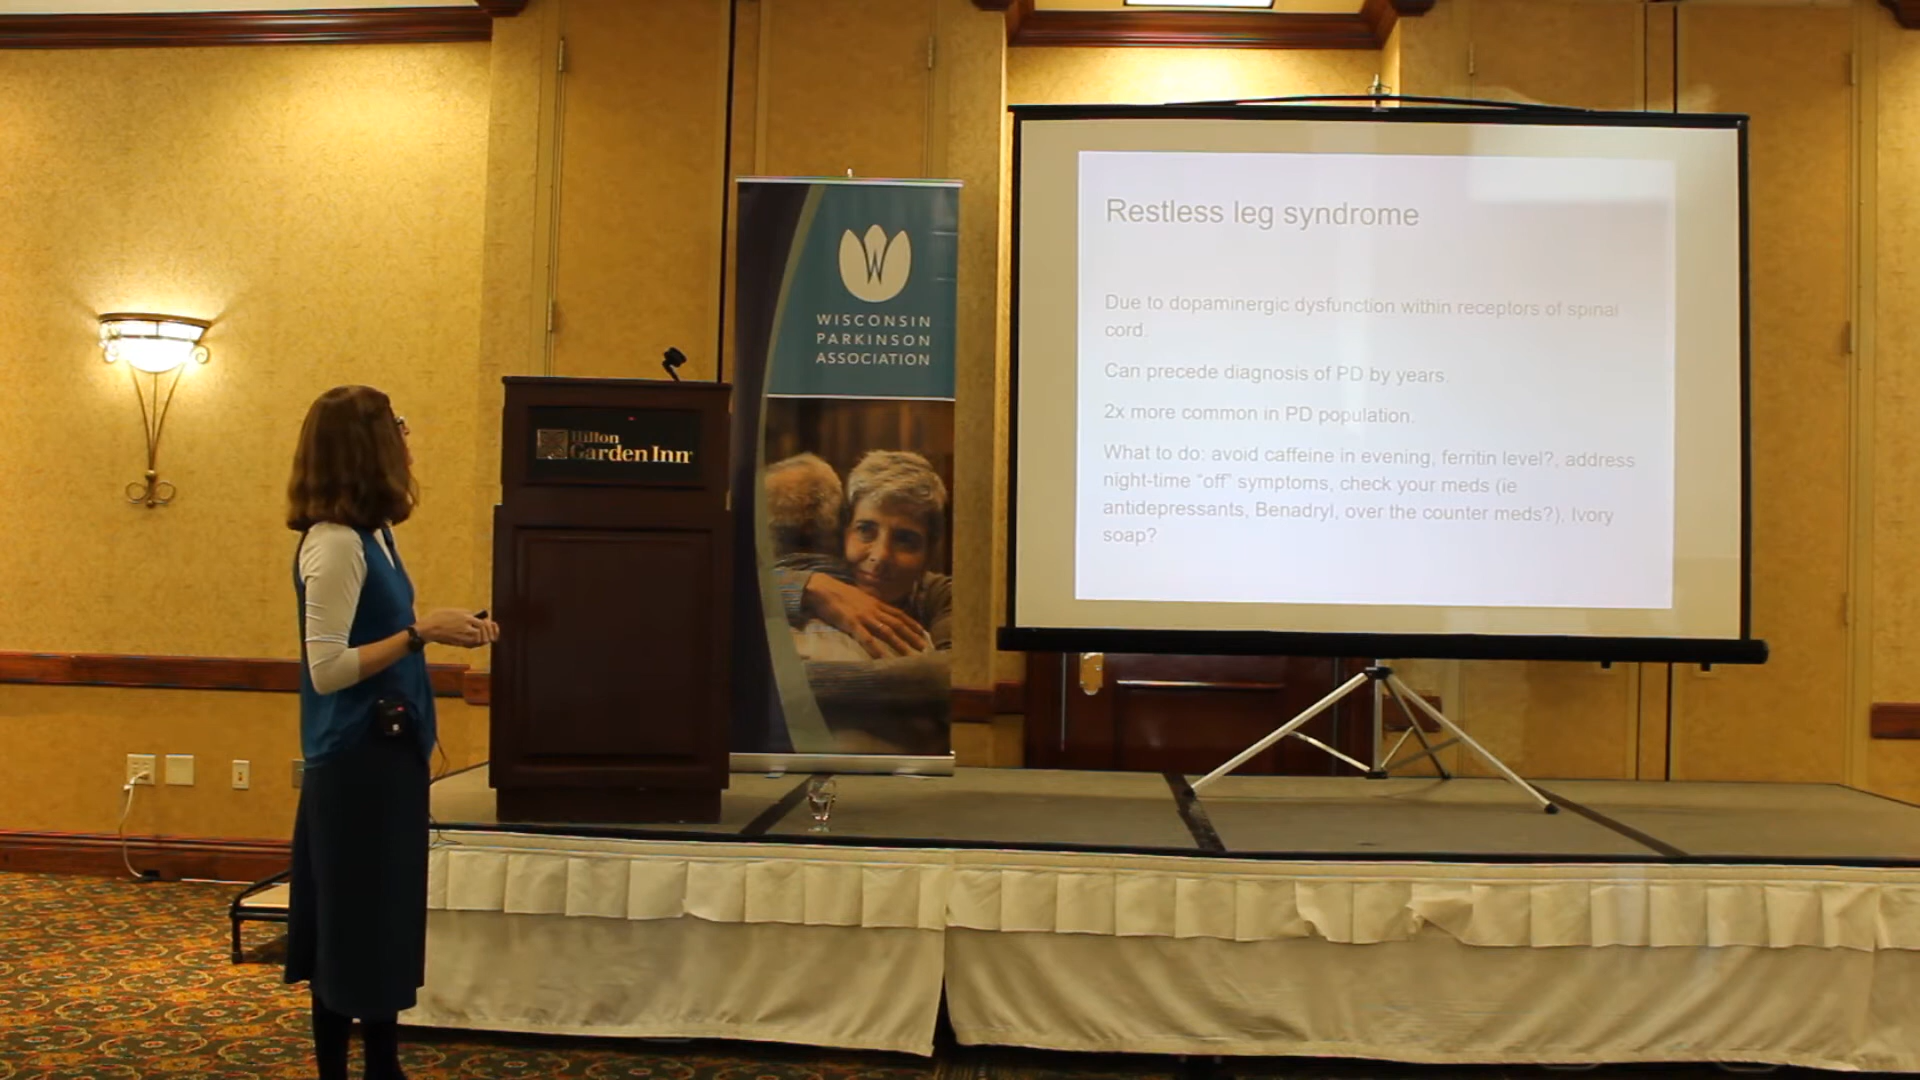 W
WISCONSIN
PARKINSON
ASSOCIATION
Hilton
Garden Inn
Restless leg syndrome
Due to dopaminergic dysfunction within receptors of spinal
cord.
Can precede diagnosis of PD by years.
2x more common in PD population.
What to do: avoid caffeine in evening, ferritin level?, address
night-time "off" symptoms, check your meds (ie
antidepressants, Benadryl, over the counter meds?), Ivory
soap?